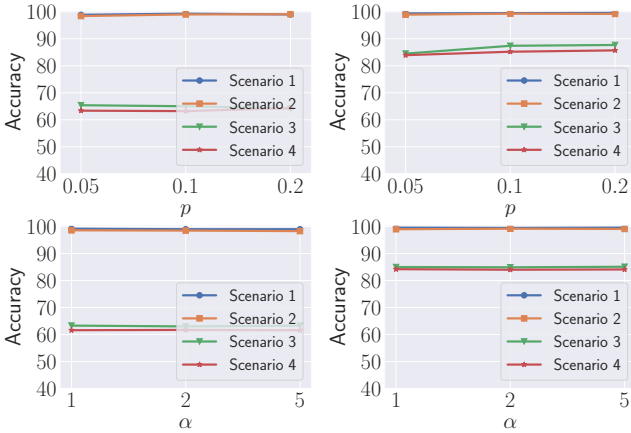 100
90
80
70
60
50
40
Accuracy
Scenario 1
Scenario 2
Scenario 3
Scenario 4
0.05 0.1 0.2
p
100
90
80
70
60
50
40
Accuracy
Scenario 1
Scenario 2
Scenario 3
Scenario 4
0.05 0.1 0.2
p
100
90
80
70
60
50
40
Accuracy
Scenario 1
Scenario 2
Scenario 3
Scenario 4
1 2 5
α
100
90
80
70
60
50
40
Accuracy
Scenario 1
Scenario 2
Scenario 3
Scenario 4
1 2 5
α